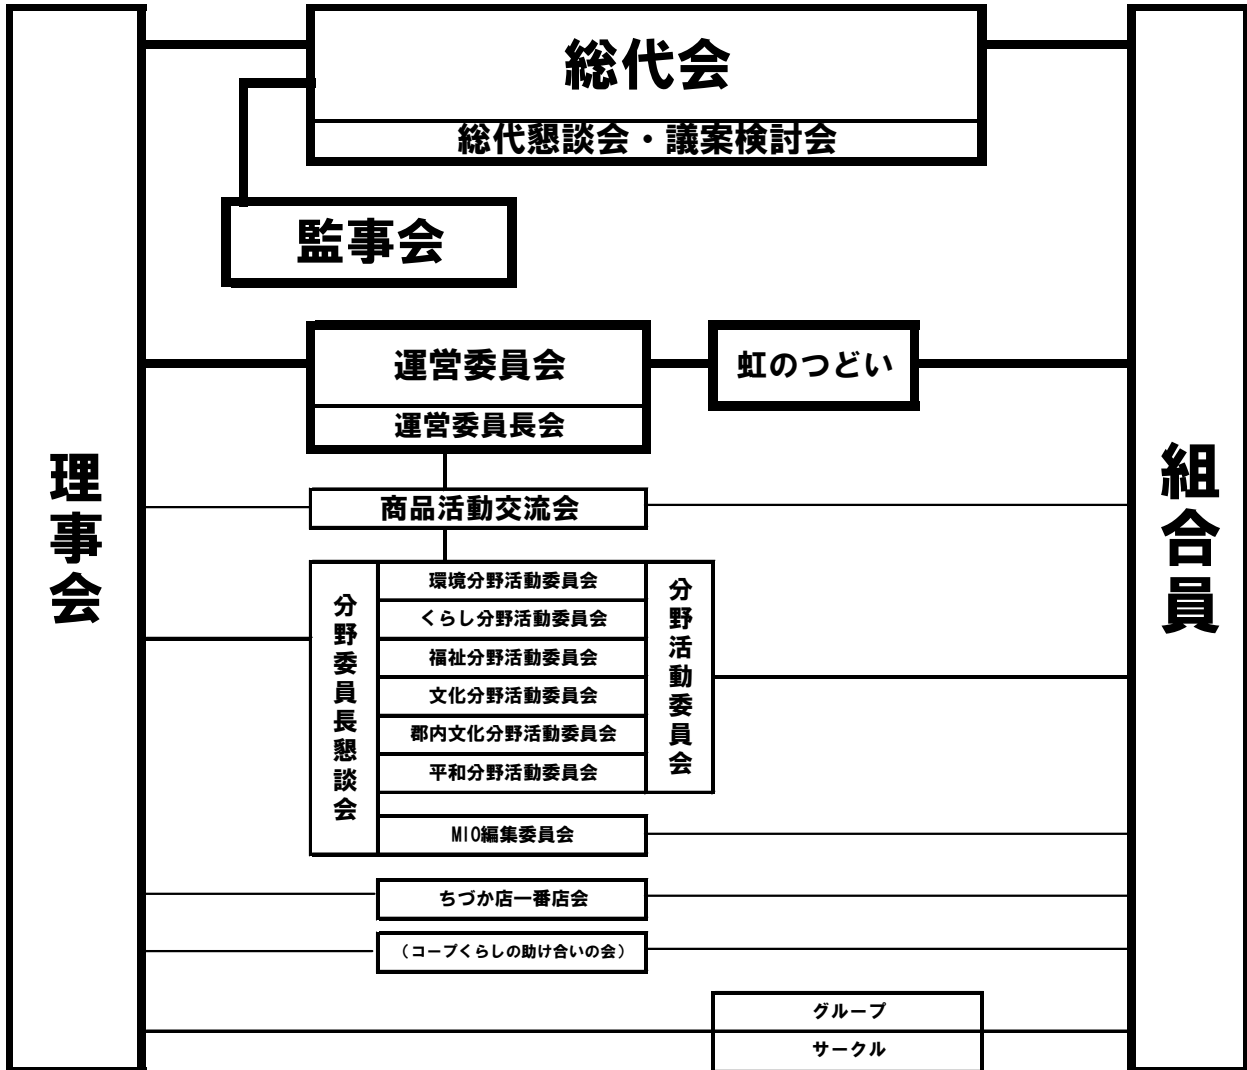 理事会
総代会
総代懇談会・議案検討会
監事会
運営委員会
運営委員長会
虹のつどい
商品活動交流会
分野委員長懇談会
環境分野活動委員会
くらし分野活動委員会
福祉分野活動委員会
文化分野活動委員会
郡内文化分野活動委員会
平和分野活動委員会
分野活動委員会
MIO編集委員会
ちづか店一番店会
（コープくらしの助け合いの会）
グループ
サークル
組合員